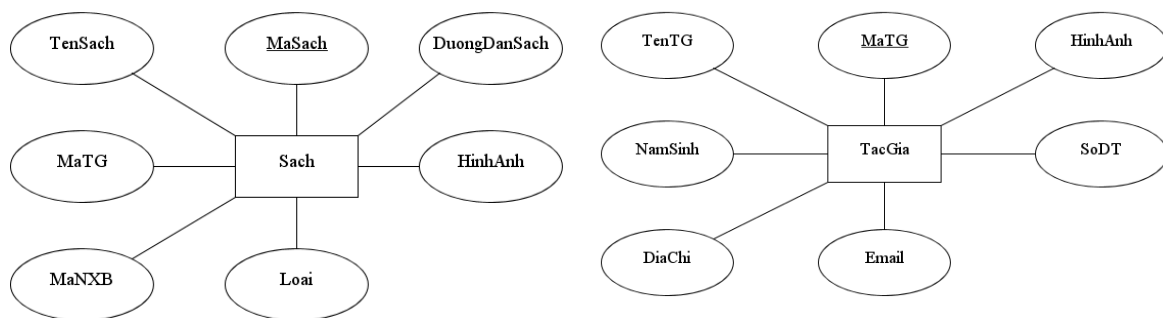 TenSach
MaSach
DuongDanSach
MaTG
Sach
HinhAnh
MaNXB
Loai
TenTG
MaTG
HinhAnh
NamSinh
TacGia
SoDT
DiaChi
Email